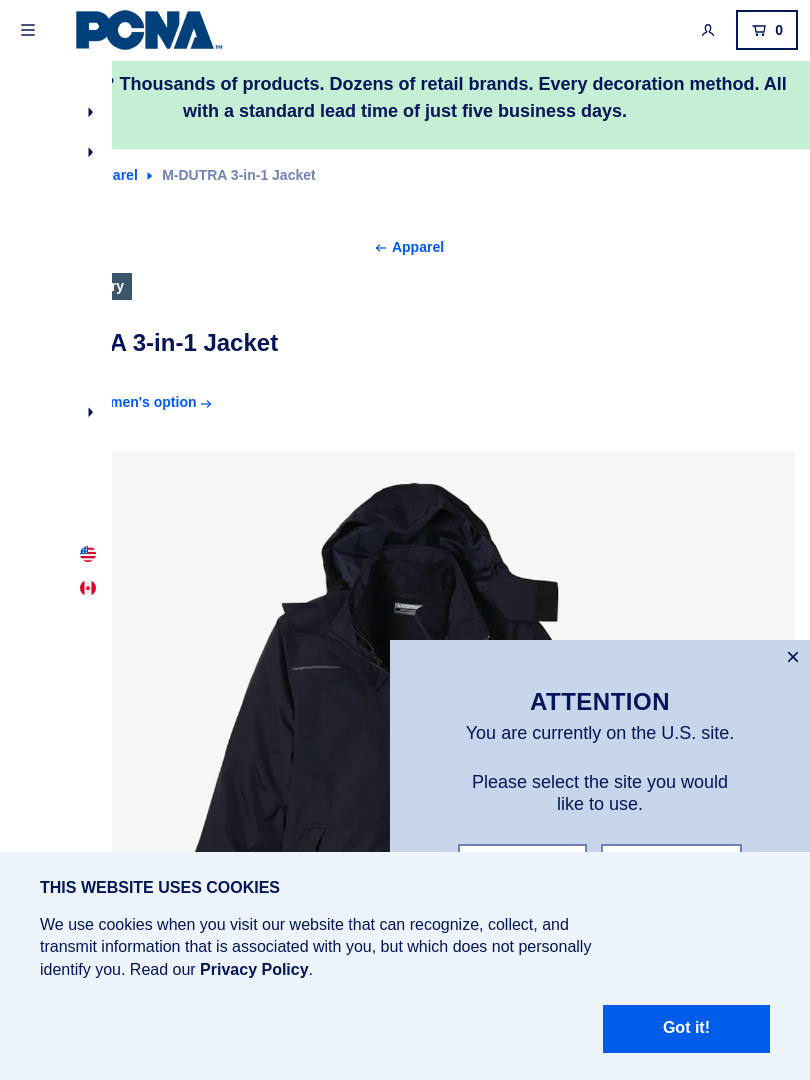 PCNA™
0
Thousands of products. Dozens of retail brands. Every decoration method. All
with a standard lead time of just five business days.
M-DUTRA 3-in-1 Jacket
Apparel
3-in-1 Jacket
option
ATTENTION
You are currently on the U.S. site.
Please select the site you would
like to use.
THIS WEBSITE USES COOKIES
We use cookies when you visit our website that can recognize, collect, and
transmit information that is associated with you, but which does not personally
identify you. Read our Privacy Policy.
Got it!